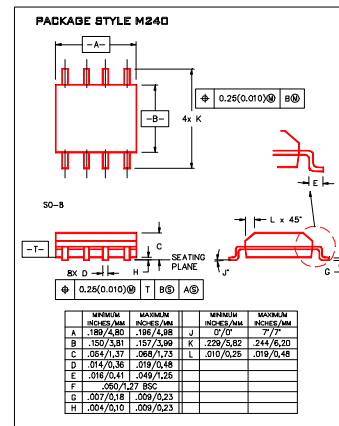 PACKAGE STYLE M240
-A-
⌖ 0.25(0.010)Ⓜ BⓂ
-B-
4x K
E
SO-8
L x 45°
-T-
C
SEATING
PLANE
8X D
H
J°
G
⌖ 0.25(0.010)Ⓜ T BⓈ AⓈ
MINIMUM INCHES/MM MAXIMUM INCHES/MM MINIMUM INCHES/MM MAXIMUM INCHES/MM
A .189/4,80 .196/4,98 J 0°/0° 7°/7°
B .150/3,81 .157/3,99 K .229/5,82 .244/6,20
C .054/1,37 .068/1,73 L .010/0,25 .019/0,48
D .014/0,36 .019/0,48
E .016/0,41 .049/1,25
F .050/1,27 BSC
G .007/0,18 .009/0,23
H .004/0,10 .009/0,23